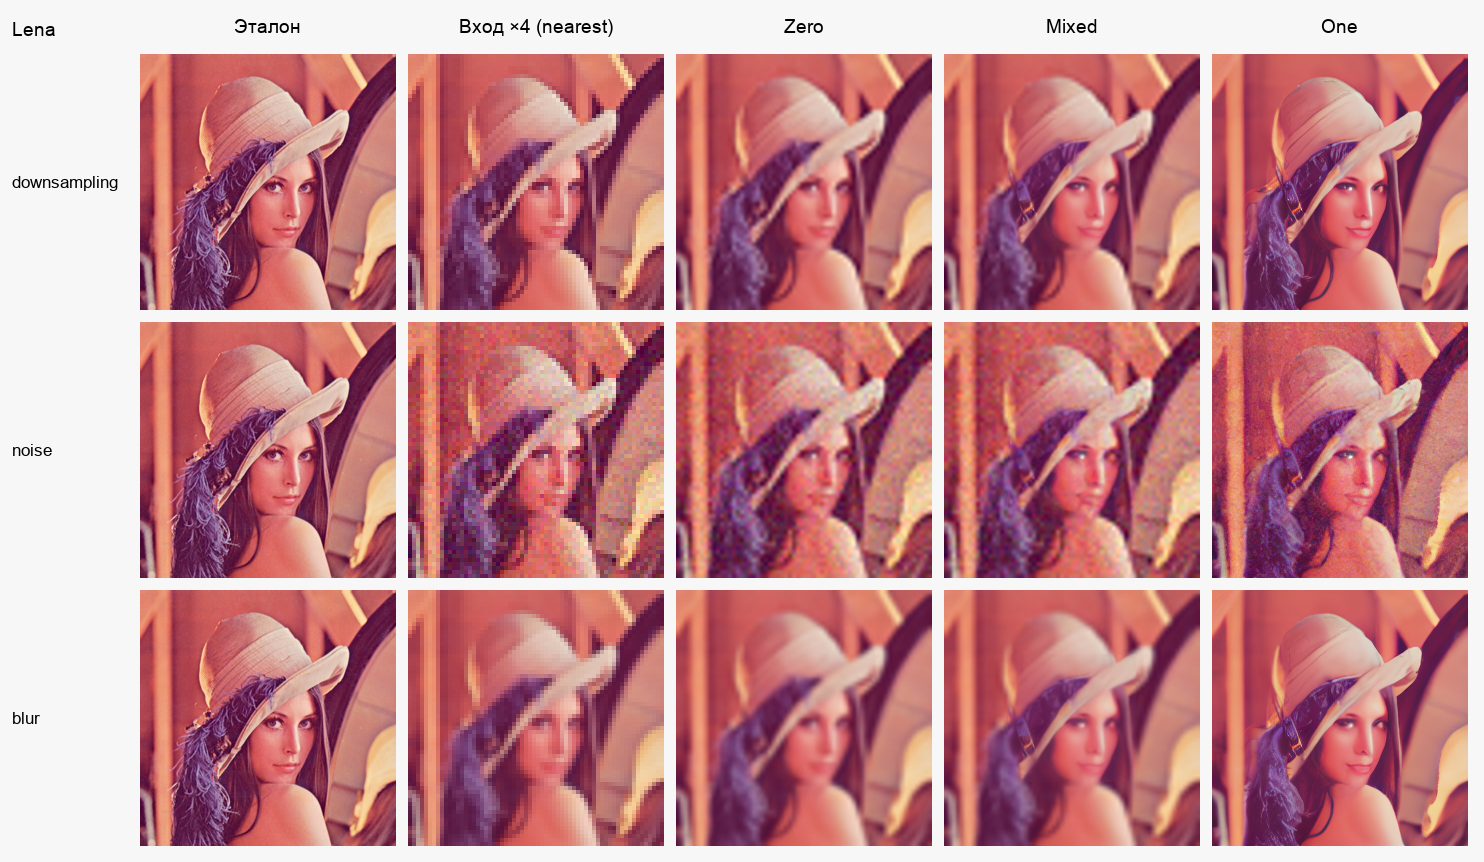 Lena
Эталон
Вход ×4 (nearest)
Zero
Mixed
One
downsampling
noise
blur